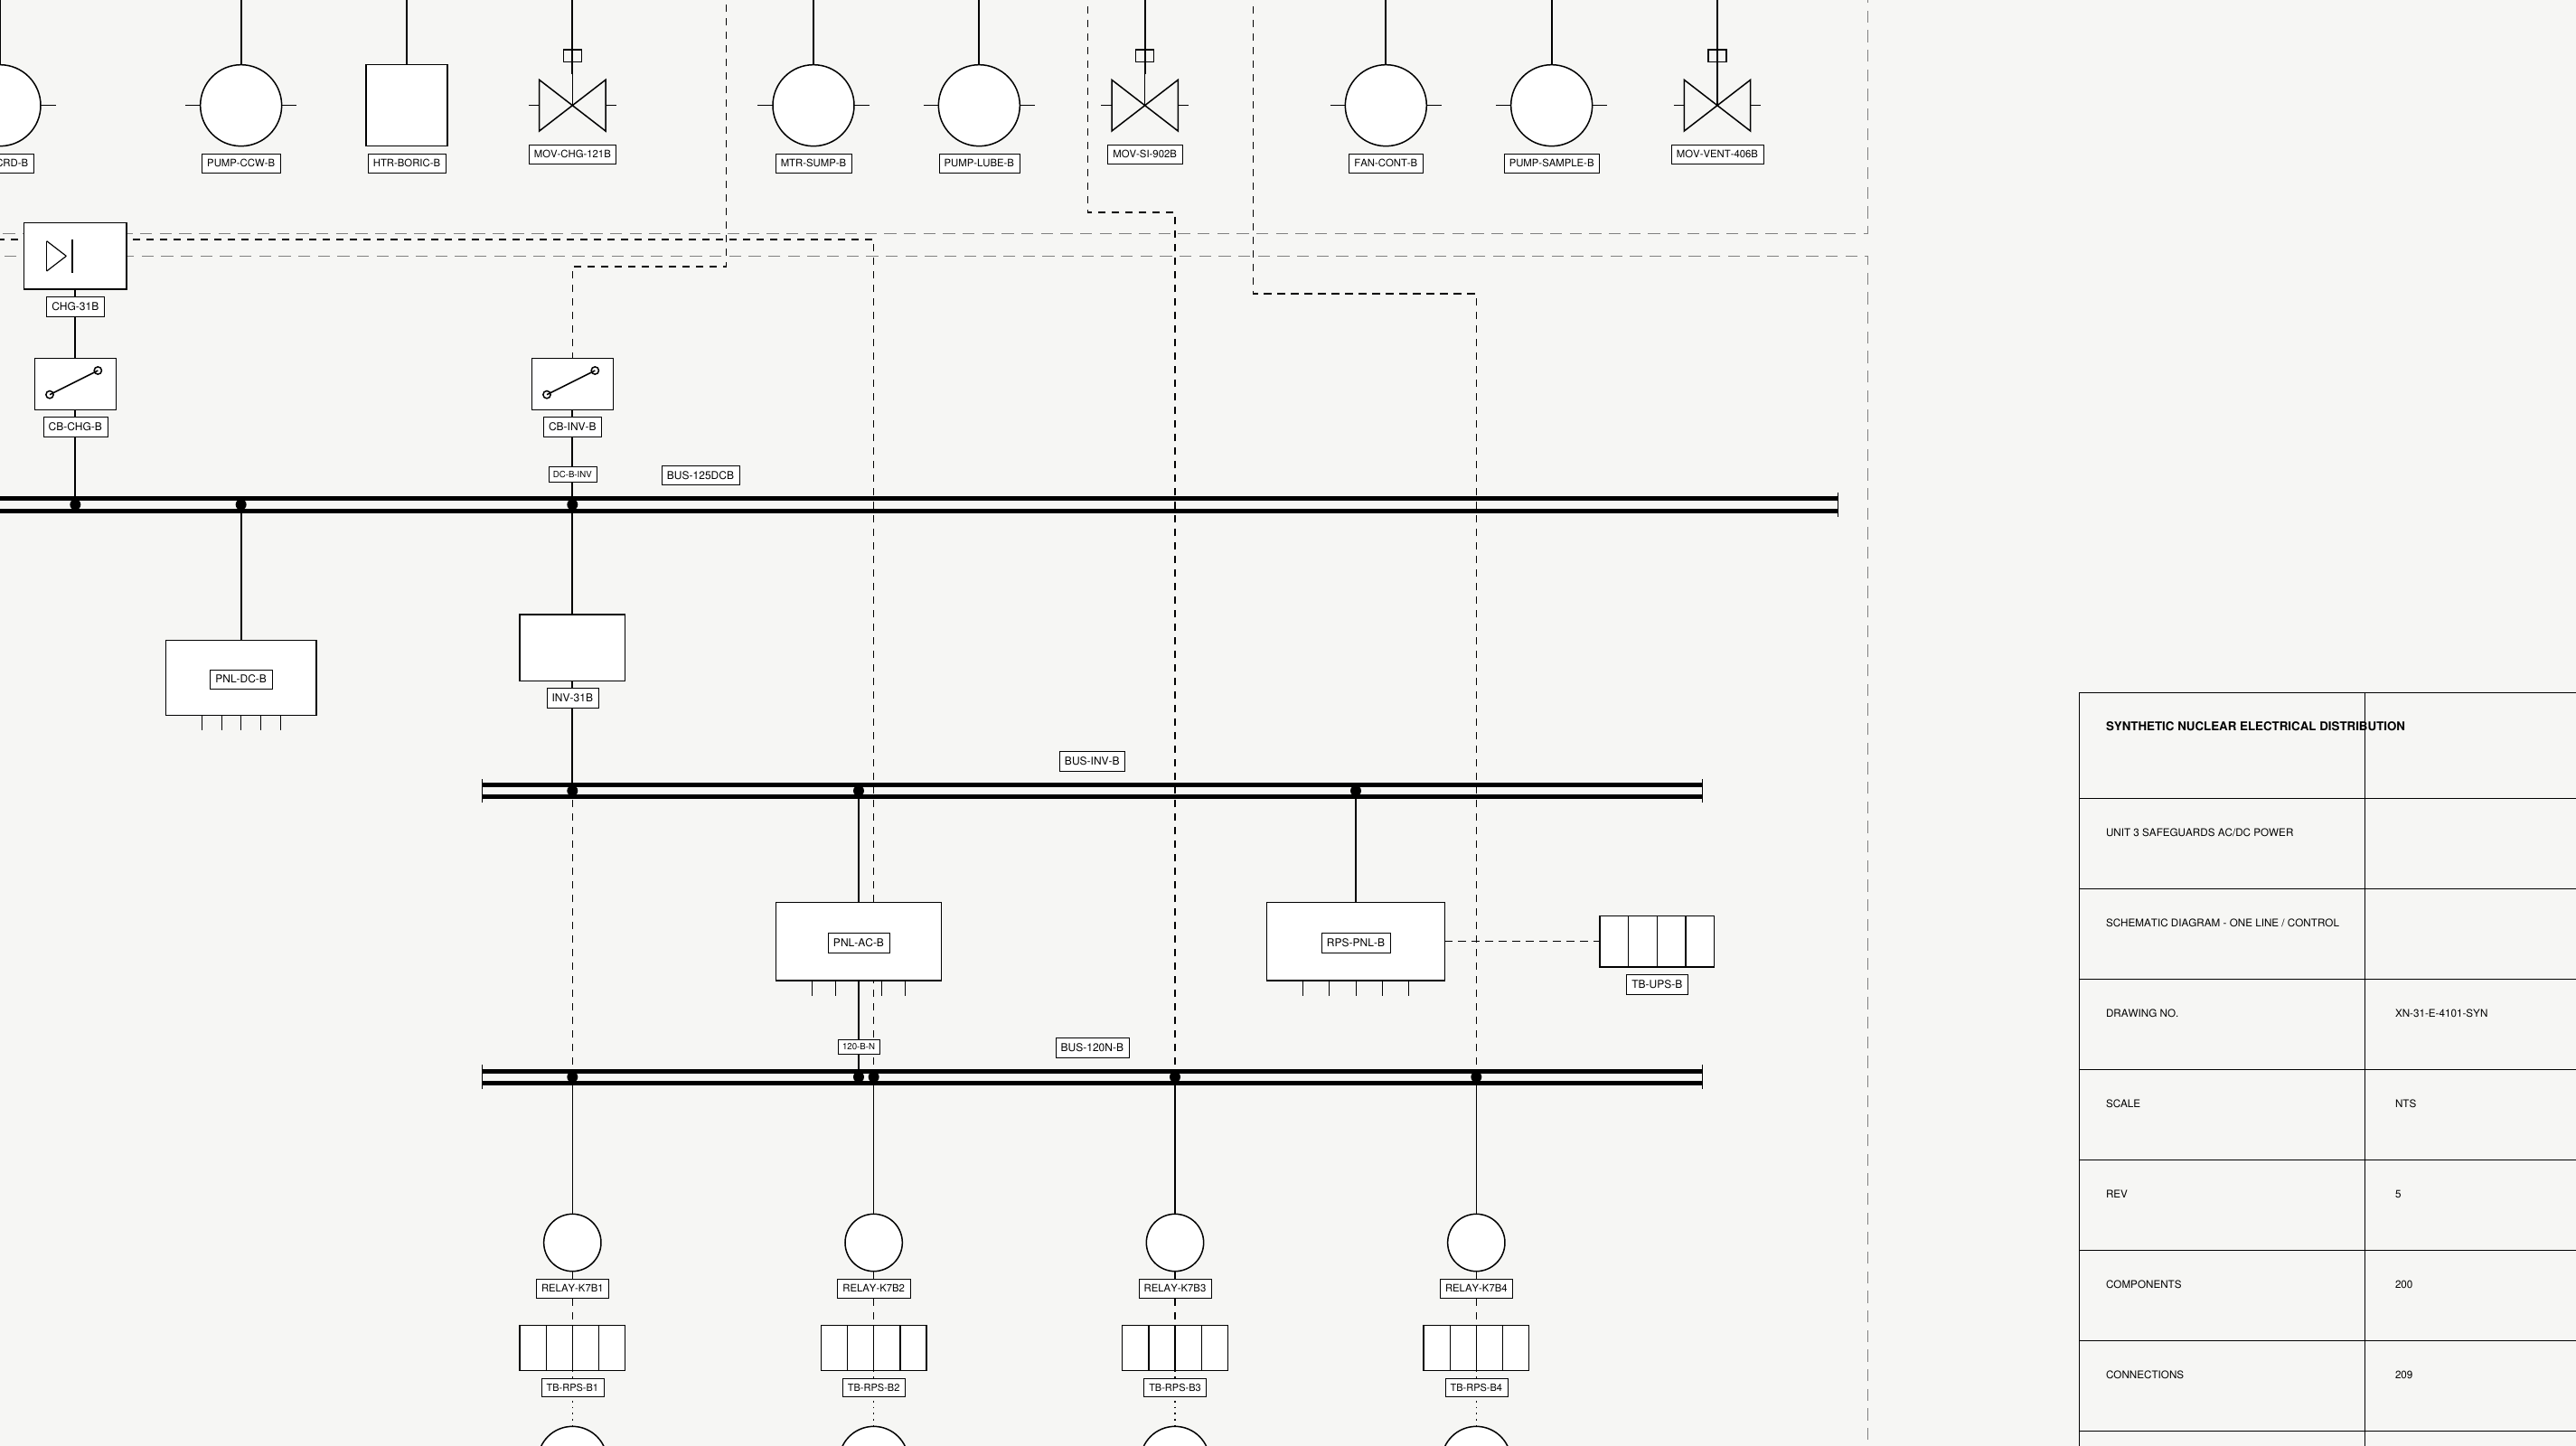 CRD-B
PUMP-CCW-B
HTR-BORIC-B
MOV-CHG-121B
MTR-SUMP-B
PUMP-LUBE-B
MOV-SI-902B
FAN-CONT-B
PUMP-SAMPLE-B
MOV-VENT-406B
CHG-31B
CB-CHG-B
CB-INV-B
DC-B-INV
BUS-125DCB
PNL-DC-B
INV-31B
BUS-INV-B
PNL-AC-B
RPS-PNL-B
TB-UPS-B
120-B-N
BUS-120N-B
RELAY-K7B1
RELAY-K7B2
RELAY-K7B3
RELAY-K7B4
TB-RPS-B1
TB-RPS-B2
TB-RPS-B3
TB-RPS-B4
SYNTHETIC NUCLEAR ELECTRICAL DISTRIBUTION
UNIT 3 SAFEGUARDS AC/DC POWER
SCHEMATIC DIAGRAM - ONE LINE / CONTROL
DRAWING NO. XN-31-E-4101-SYN
SCALE NTS
REV 5
COMPONENTS 200
CONNECTIONS 209